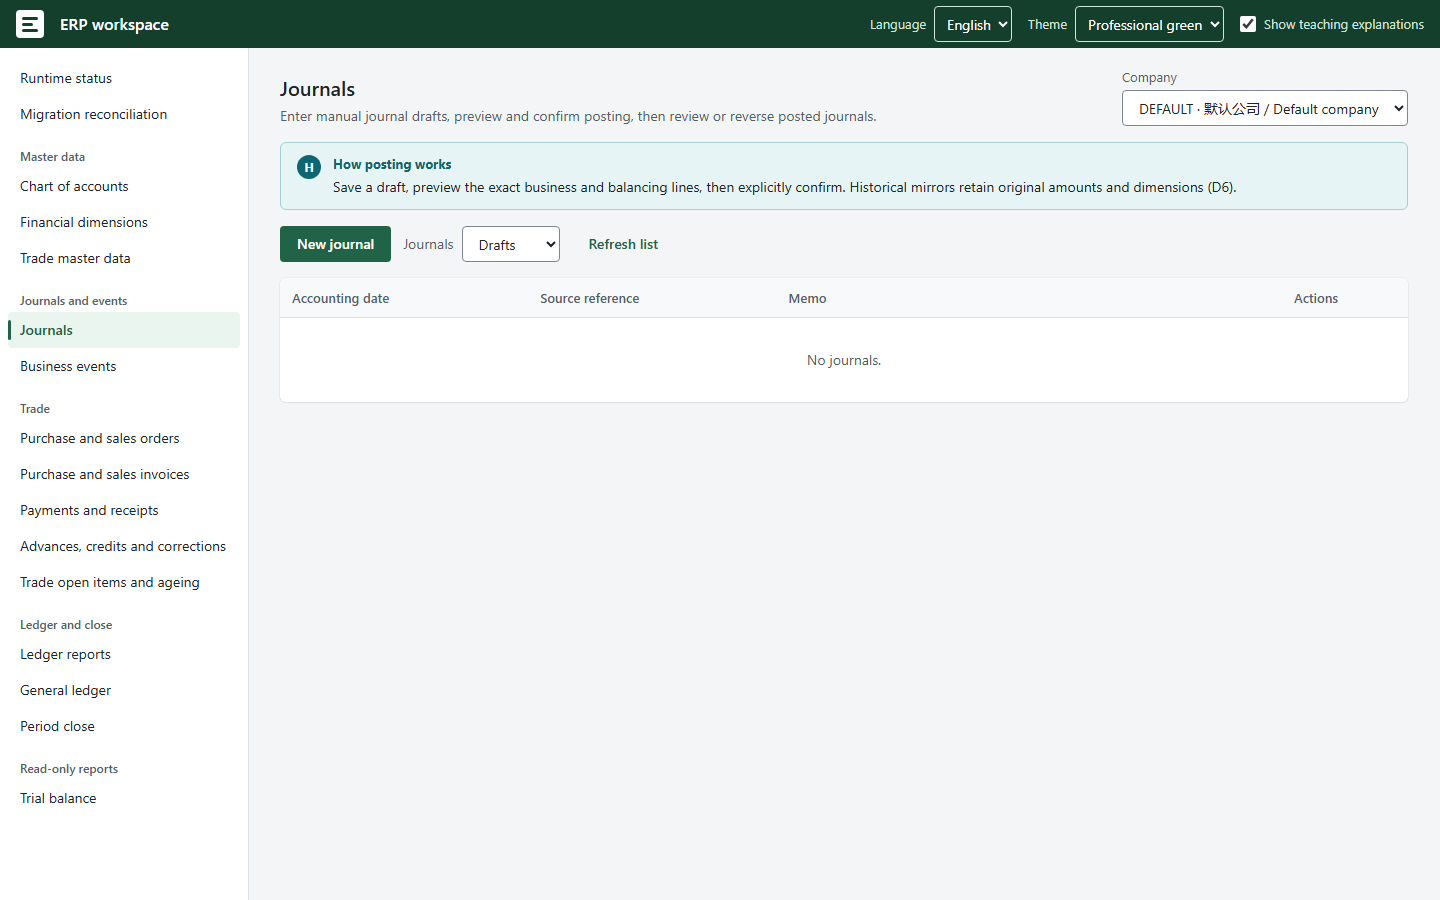 ERP workspace
Language
English
Theme
Professional green
Show teaching explanations
Runtime status
Migration reconciliation
Master data
Chart of accounts
Financial dimensions
Trade master data
Journals and events
Journals
Business events
Trade
Purchase and sales orders
Purchase and sales invoices
Payments and receipts
Advances, credits and corrections
Trade open items and ageing
Ledger and close
Ledger reports
General ledger
Period close
Read-only reports
Trial balance
Journals
Enter manual journal drafts, preview and confirm posting, then review or reverse posted journals.
Company
DEFAULT · 默认公司 / Default company
H
How posting works
Save a draft, preview the exact business and balancing lines, then explicitly confirm. Historical mirrors retain original amounts and dimensions (D6).
New journal
Journals
Drafts
Refresh list
Accounting date
Source reference
Memo
Actions
No journals.